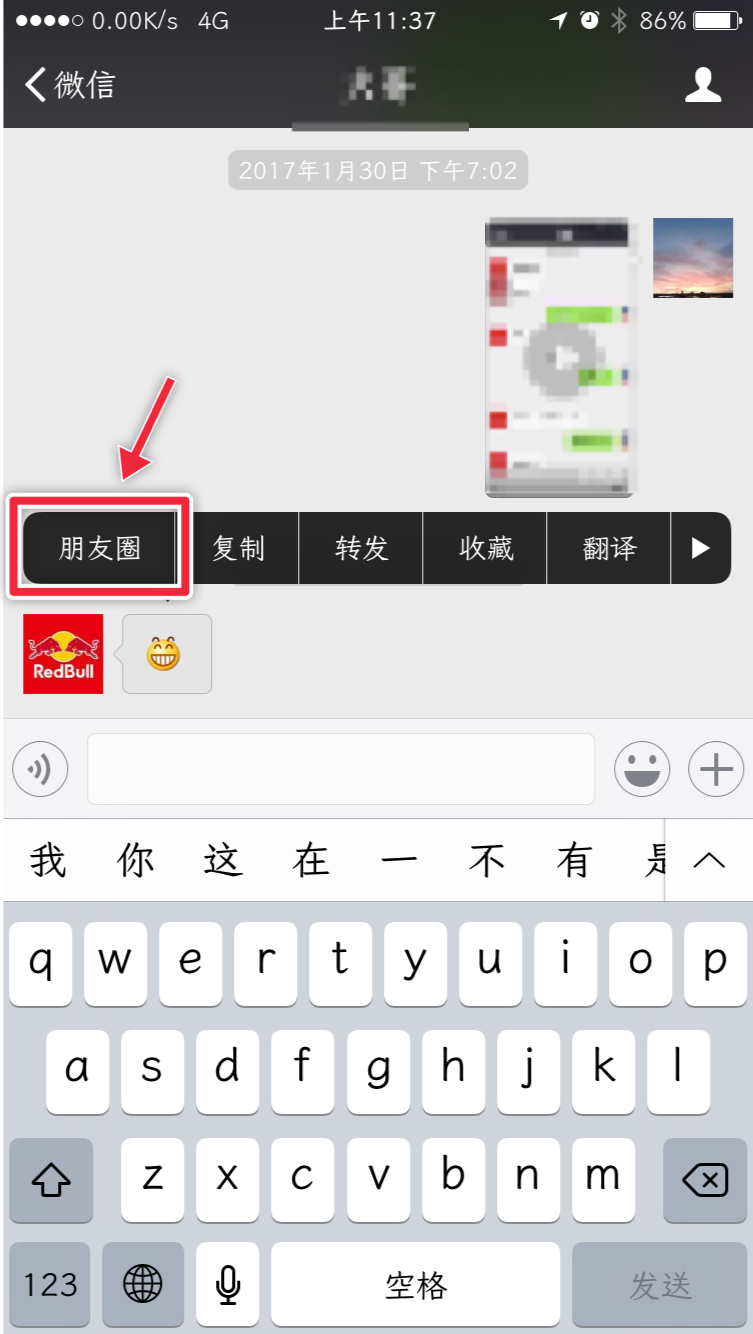 0.00K/s 4G 上午11:37 86%
微信
2017年1月30日 下午7:02
朋友圈 复制 转发 收藏 翻译
RedBull
我 你 这 在 一 不 有 是
q w e r t y u i o p
a s d f g h j k l
z x c v b n m
123 空格 发送